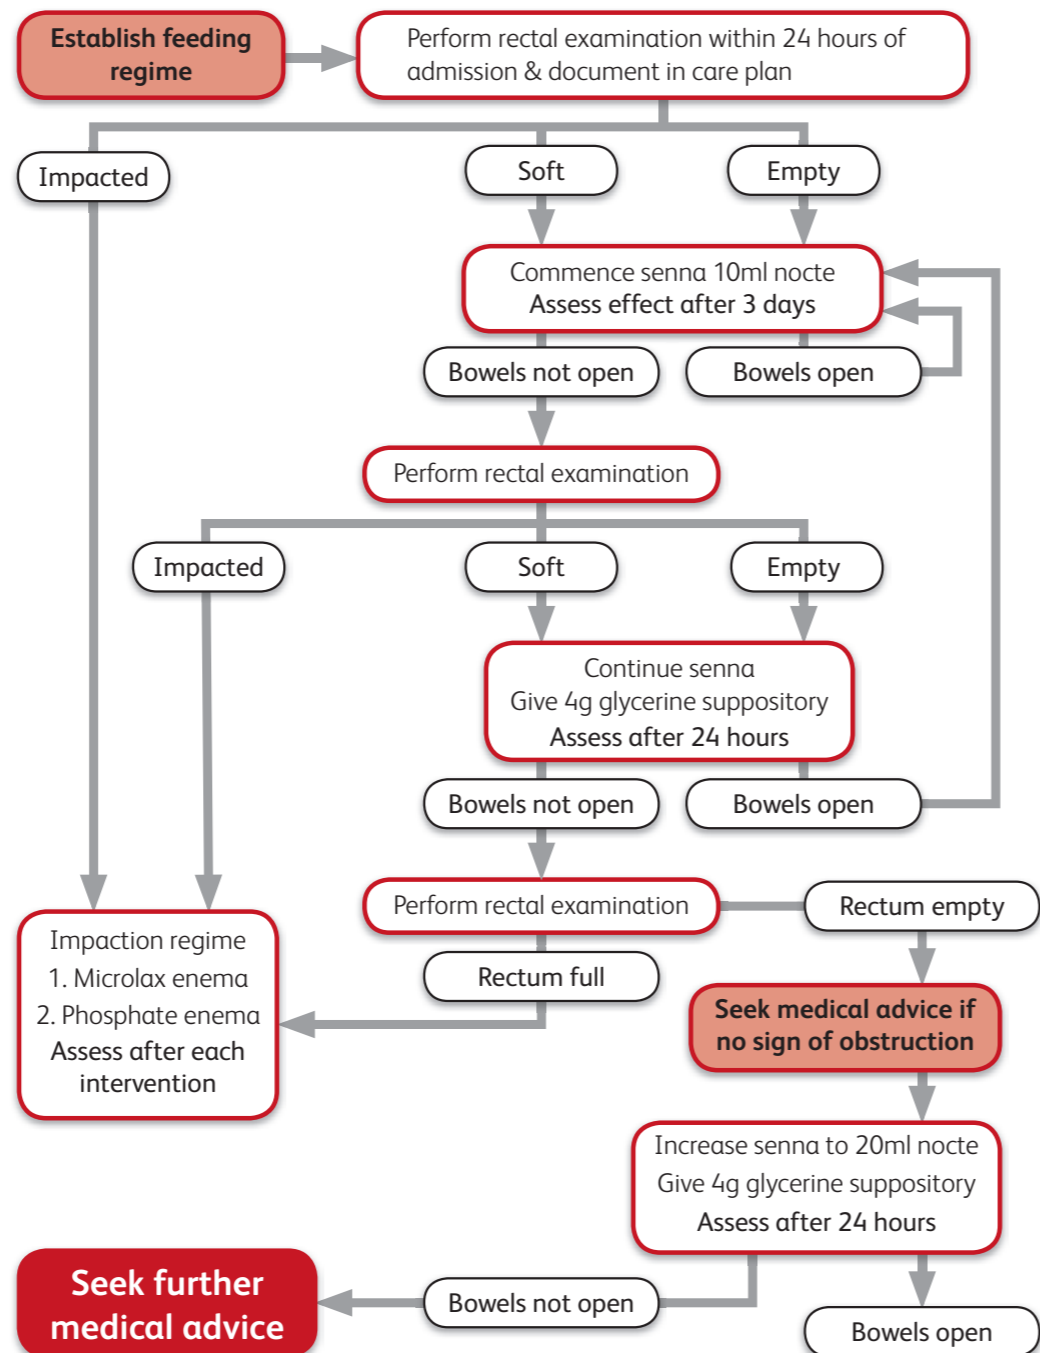 Establish feeding
regime
Perform rectal examination within 24 hours of
admission & document in care plan
Impacted
Soft
Empty
Commence senna 10ml nocte
Assess effect after 3 days
Bowels not open
Bowels open
Perform rectal examination
Impacted
Soft
Empty
Continue senna
Give 4g glycerine suppository
Assess after 24 hours
Bowels not open
Bowels open
Perform rectal examination
Rectum empty
Impaction regime
1. Microlax enema
2. Phosphate enema
Assess after each
intervention
Rectum full
Seek medical advice if
no sign of obstruction
Increase senna to 20ml nocte
Give 4g glycerine suppository
Assess after 24 hours
Seek further
medical advice
Bowels not open
Bowels open